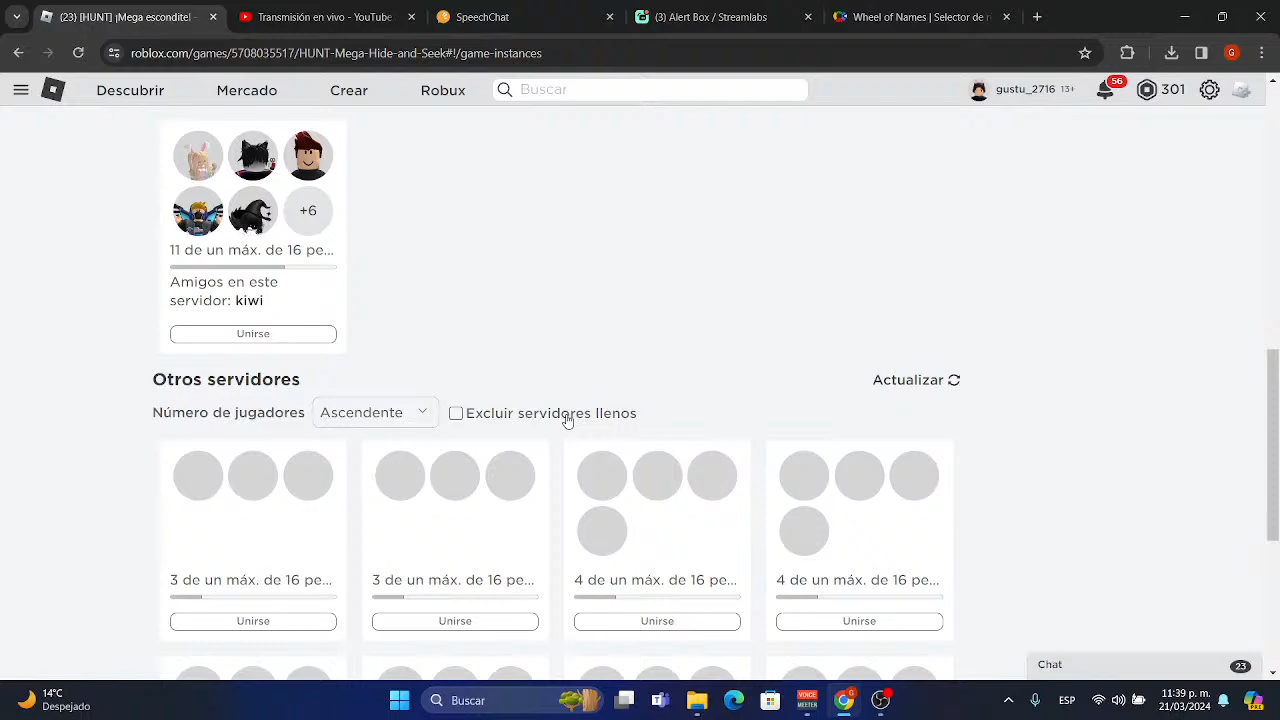 (23) [HUNT] ¡Mega escondite! -
Transmisión en vivo - YouTube
SpeechChat
(3) Alert Box / Streamlabs
Wheel of Names | Selector de
roblox.com/games/5708035517/HUNT-Mega-Hide-and-Seek#!/game-instances
G
Descubrir
Mercado
Crear
Robux
Buscar
gustu_2716 13+
56
301
+6
11 de un máx. de 16 pe...
Amigos en este
servidor: kiwi
Unirse
Otros servidores
Actualizar
Número de jugadores
Ascendente
Excluir servidores llenos
3 de un máx. de 16 pe...
3 de un máx. de 16 pe...
4 de un máx. de 16 pe...
4 de un máx. de 16 pe...
Unirse
Unirse
Unirse
Unirse
Chat
23
14°C
Despejado
Buscar
VOICE
MEETER
G
ESP
11:39 p. m.
21/03/2024